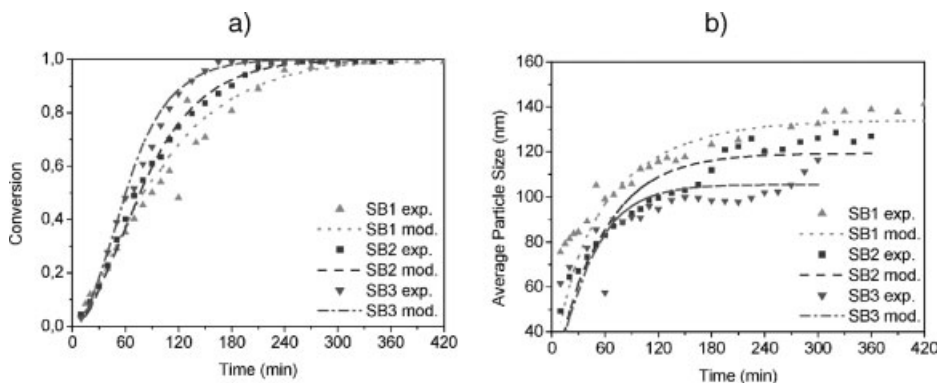 a)
Conversion
1,0
0,8
0,6
0,4
0,2
0,0
0 60 120 180 240 300 360 420
Time (min)
SB1 exp.
SB1 mod.
SB2 exp.
SB2 mod.
SB3 exp.
SB3 mod.
b)
Average Particle Size (nm)
160
140
120
100
80
60
40
0 60 120 180 240 300 360 420
Time (min)
SB1 exp.
SB1 mod.
SB2 exp.
SB2 mod.
SB3 exp.
SB3 mod.